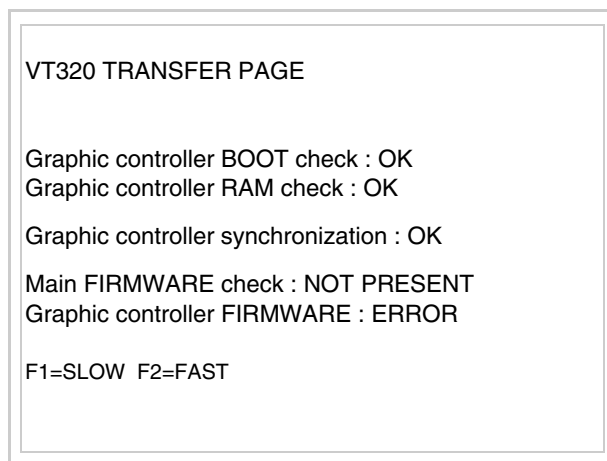 VT320 TRANSFER PAGE
Graphic controller BOOT check : OK
Graphic controller RAM check : OK
Graphic controller synchronization : OK
Main FIRMWARE check : NOT PRESENT
Graphic controller FIRMWARE : ERROR
F1=SLOW F2=FAST